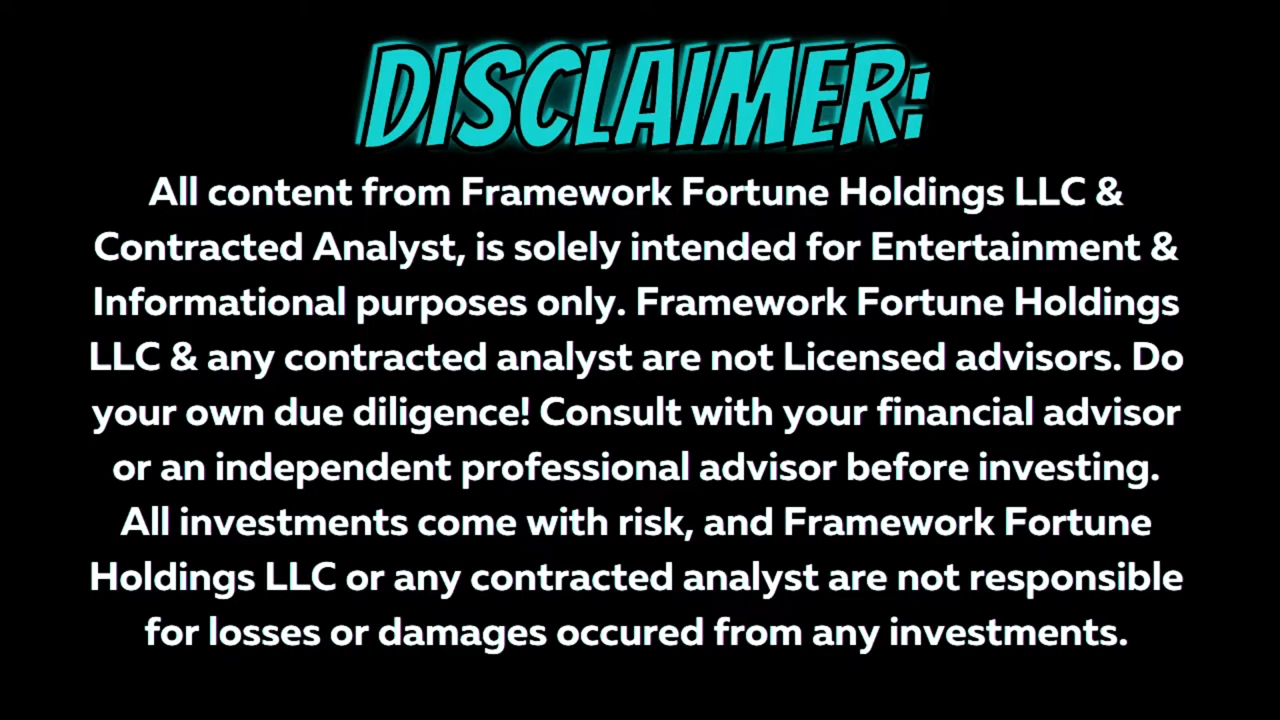 DISCLAIMER:
All content from Framework Fortune Holdings LLC &
Contracted Analyst, is solely intended for Entertainment &
Informational purposes only. Framework Fortune Holdings
LLC & any contracted analyst are not Licensed advisors. Do
your own due diligence! Consult with your financial advisor
or an independent professional advisor before investing.
All investments come with risk, and Framework Fortune
Holdings LLC or any contracted analyst are not responsible
for losses or damages occured from any investments.